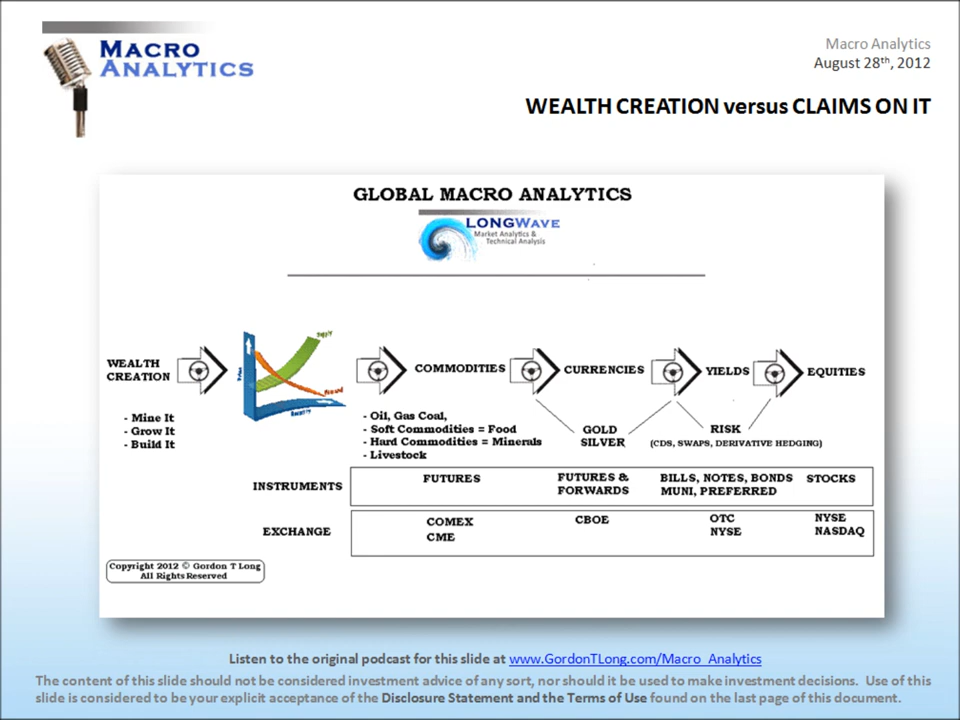 MACRO
ANALYTICS
Macro Analytics
August 28th, 2012
WEALTH CREATION versus CLAIMS ON IT
GLOBAL MACRO ANALYTICS
LONGWAVE
Market Analytics &
Technical Analysis
WEALTH
CREATION
- Mine It
- Grow It
- Build It
Supply
COMMODITIES
- Oil, Gas Coal,
- Soft Commodities = Food
- Hard Commodities = Minerals
- Livestock
CURRENCIES
YIELDS
EQUITIES
GOLD
SILVER
RISK
(CDS, SWAPS, DERIVATIVE HEDGING)
INSTRUMENTS
FUTURES
FUTURES &
FORWARDS
BILLS, NOTES, BONDS
MUNI, PREFERRED
STOCKS
EXCHANGE
COMEX
CME
CBOE
OTC
NYSE
NYSE
NASDAQ
Copyright 2012 © Gordon T Long
All Rights Reserved
Listen to the original podcast for this slide at www.GordonTLong.com/Macro_Analytics
The content of this slide should not be considered investment advice of any sort, nor should it be used to make investment decisions. Use of this
slide is considered to be your explicit acceptance of the Disclosure Statement and the Terms of Use found on the last page of this document.